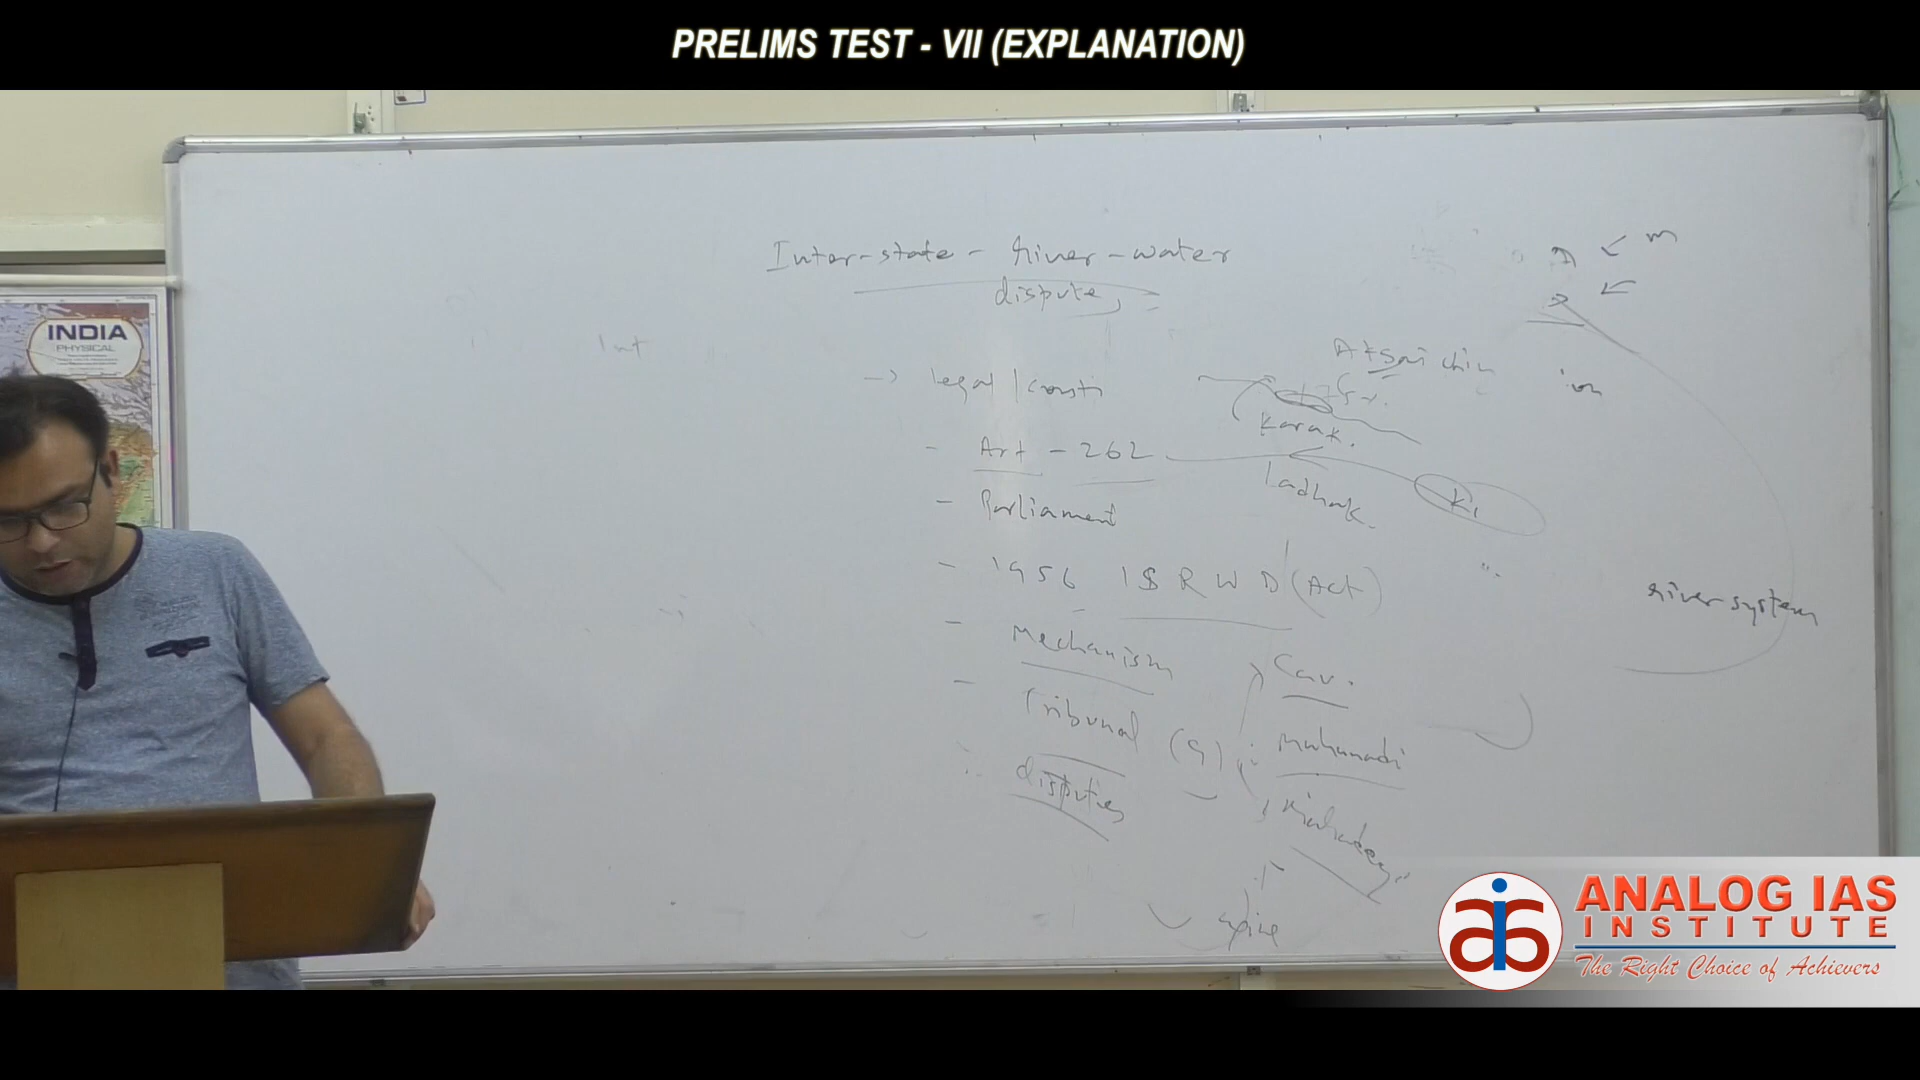 PRELIMS TEST - VII (EXPLANATION)
INDIA
PHYSICAL
Inter-state - River-water
dispute
Int
Aksai chin
→ legal / consti
Karak.
- Art - 262
Ladhak.
- Parliament
- 1956 ISRWD (Act)
river system
- Mechanism
Cav.
- Tribunal (9)
Mahanadi
disputes
ANALOG IAS
INSTITUTE
The Right Choice of Achievers